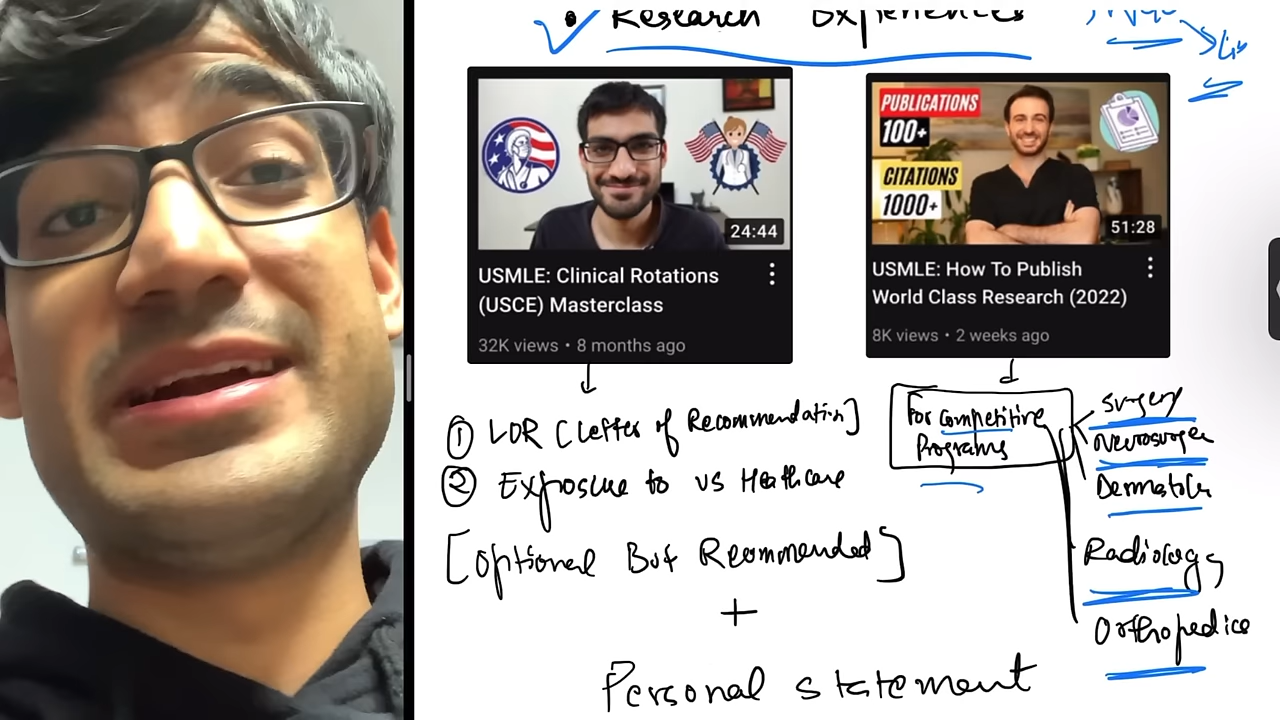 • Research Experiences
PUBLICATIONS
100+
CITATIONS
1000+
24:44
51:28
USMLE: Clinical Rotations
(USCE) Masterclass
32K views • 8 months ago
USMLE: How To Publish
World Class Research (2022)
8K views • 2 weeks ago
① LOR [Letter of Recommendation]
② Exposure to US Healthcare
[Optional But Recommended]
+
Personal statement
For competitive
Programs
Surgery
Radiology
Orthopedics